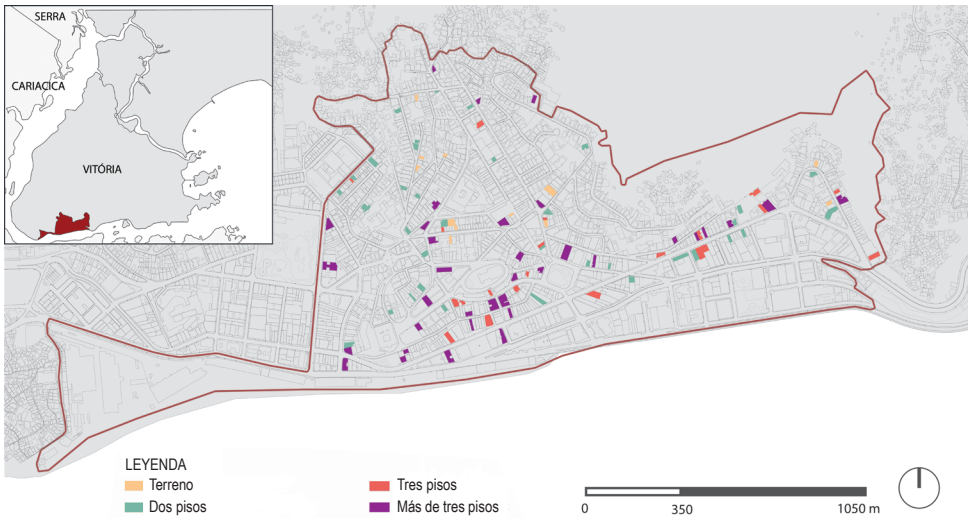 SERRA
CARIACICA
VITÓRIA
LEYENDA
Terreno
Dos pisos
Tres pisos
Más de tres pisos
0 350 1050 m